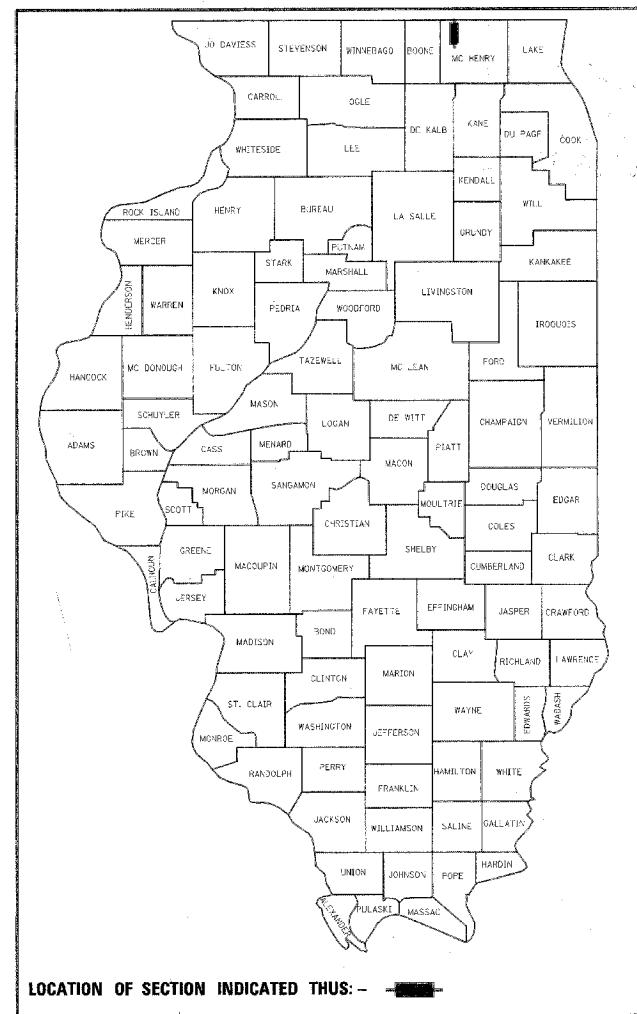 JO DAVIESS
STEVENSON
WINNEBAGO
BOONE
MC HENRY
LAKE
CARROLL
OGLE
DE KALB
KANE
DU PAGE
COOK
WHITESIDE
LEE
KENDALL
WILL
ROCK ISLAND
HENRY
BUREAU
LA SALLE
GRUNDY
MERCER
PUTNAM
KANKAKEE
STARK
MARSHALL
HENDERSON
WARREN
KNOX
PEORIA
WOODFORD
LIVINGSTON
IROQUOIS
HANCOCK
MC DONOUGH
FULTON
TAZEWELL
MC LEAN
FORD
MASON
SCHUYLER
LOGAN
DE WITT
CHAMPAIGN
VERMILION
ADAMS
BROWN
CASS
MENARD
PIATT
MACON
PIKE
SCOTT
MORGAN
SANGAMON
MOULTRIE
DOUGLAS
EDGAR
CHRISTIAN
COLES
GREENE
SHELBY
CALHOUN
MACOUPIN
MONTGOMERY
CUMBERLAND
CLARK
JERSEY
FAYETTE
EFFINGHAM
JASPER
CRAWFORD
MADISON
BOND
CLAY
RICHLAND
LAWRENCE
CLINTON
MARION
ST. CLAIR
WAYNE
EDWARDS
WABASH
WASHINGTON
JEFFERSON
MONROE
RANDOLPH
PERRY
HAMILTON
WHITE
FRANKLIN
JACKSON
WILLIAMSON
SALINE
GALLATIN
UNION
JOHNSON
POPE
HARDIN
ALEXANDER
PULASKI
MASSAC
LOCATION OF SECTION INDICATED THUS: -